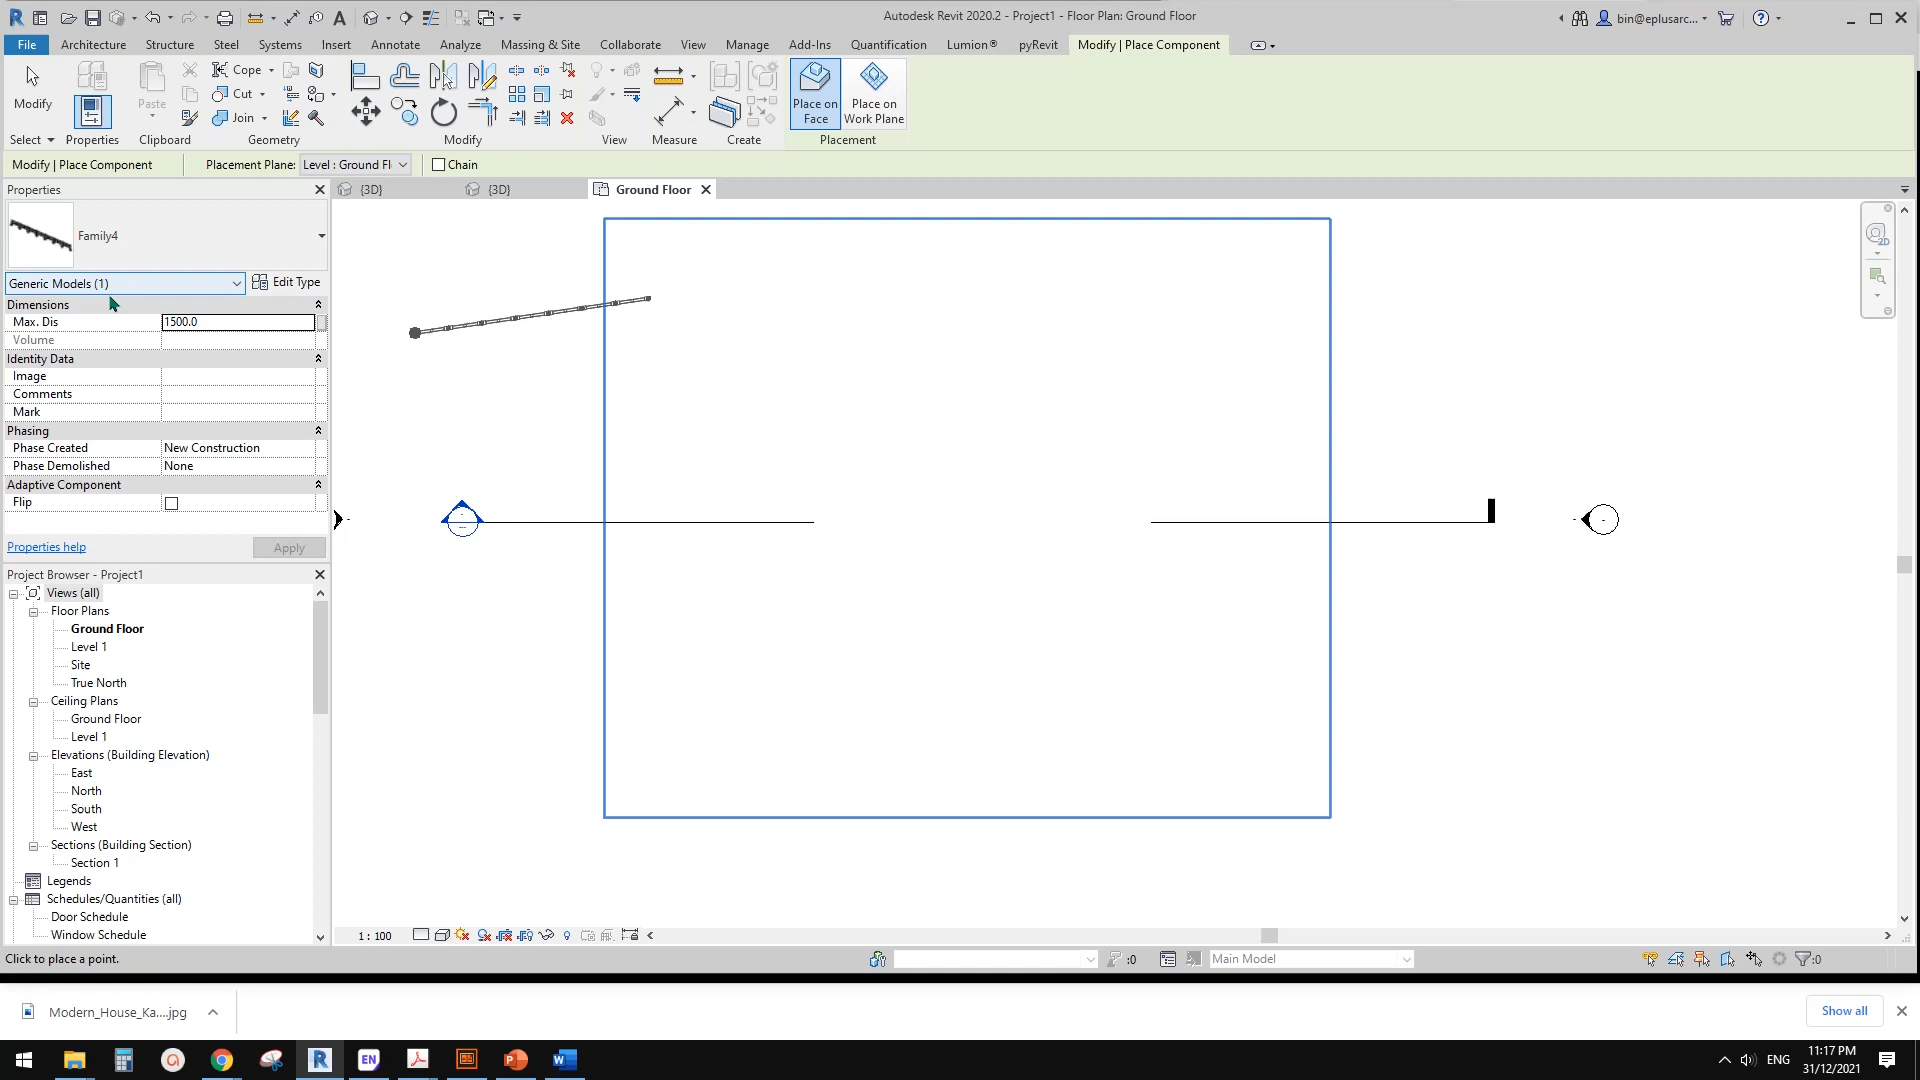 Autodesk Revit 2020.2 - Project1 - Floor Plan: Ground Floor
bin@eplusarc...
File Architecture Structure Steel Systems Insert Annotate Analyze Massing & Site Collaborate View Manage Add-Ins Quantification Lumion® pyRevit Modify | Place Component
Modify
Paste
Cope
Cut
Join
Place on Face
Place on Work Plane
Select Properties Clipboard Geometry Modify View Measure Create Placement
Modify | Place Component Placement Plane: Level : Ground Fl Chain
Properties
{3D} {3D} Ground Floor
Family4
Generic Models (1) Edit Type
Dimensions
Max. Dis 1500.0
Volume
Identity Data
Image
Comments
Mark
Phasing
Phase Created New Construction
Phase Demolished None
Adaptive Component
Flip
Properties help Apply
Project Browser - Project1
Views (all)
Floor Plans
Ground Floor
Level 1
Site
True North
Ceiling Plans
Ground Floor
Level 1
Elevations (Building Elevation)
East
North
South
West
Sections (Building Section)
Section 1
Legends
Schedules/Quantities (all)
Door Schedule
Window Schedule
1 : 100
Click to place a point.
:0
Main Model
:0
Modern_House_Ka....jpg
Show all
ENG
11:17 PM
31/12/2021